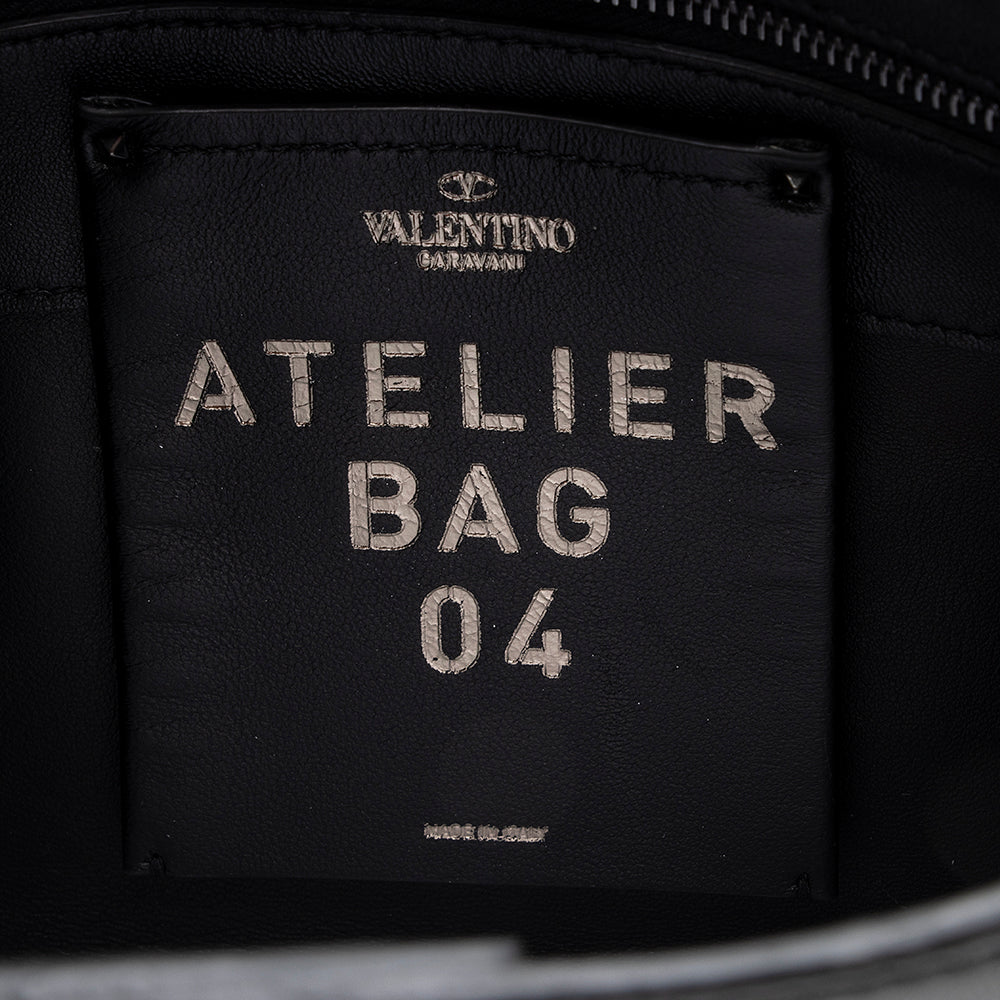 VALENTINO
GARAVANI
ATELIER
BAG
04
MADE IN ITALY